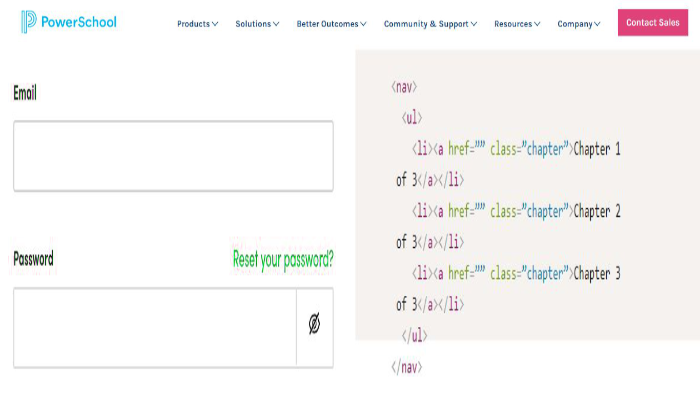 PowerSchool Products Solutions Better Outcomes Community & Support Resources Company Contact Sales
Email
Password Reset your password?
<nav>
<ul>
<li><a href="" class="chapter">Chapter 1
of 3</a></li>
<li><a href="" class="chapter">Chapter 2
of 3</a></li>
<li><a href="" class="chapter">Chapter 3
of 3</a></li>
</ul>
</nav>